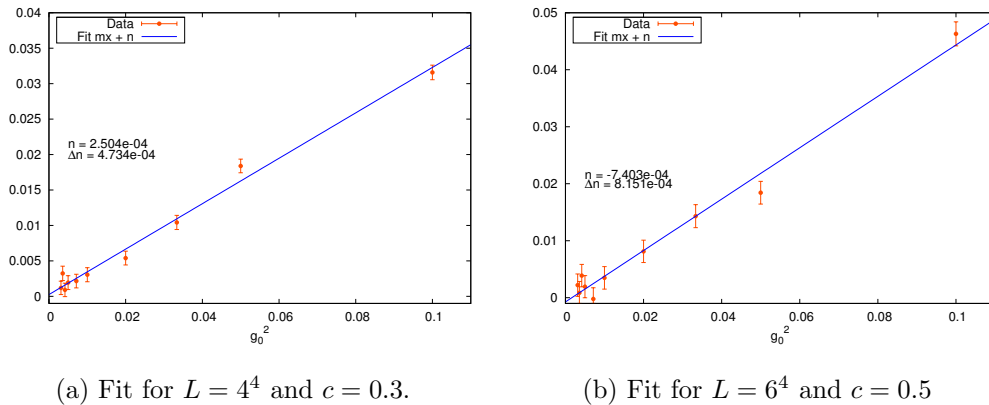 0.04
0.035
0.03
0.025
0.02
0.015
0.01
0.005
0
Data
Fit mx + n
n = 2.504e-04
Δn = 4.734e-04
0 0.02 0.04 0.06 0.08 0.1
g₀²
(a) Fit for L = 4⁴ and c = 0.3.
0.05
0.04
0.03
0.02
0.01
0
Data
Fit mx + n
n = -7.403e-04
Δn = 8.151e-04
0 0.02 0.04 0.06 0.08 0.1
g₀²
(b) Fit for L = 6⁴ and c = 0.5